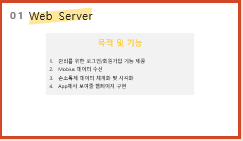 01 Web Server
목적 및 기능
1. 관리를 위한 로그인/회원가입 기능 제공
2. Mobius 데이터 수신
3. 손소독제 데이터 체계화 및 시각화
4. App에서 보여줄 웹페이지 구현